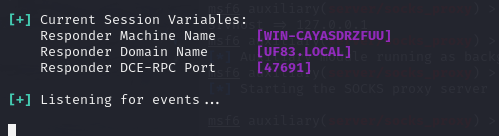 [+] Current Session Variables:
Responder Machine Name [WIN-CAYASDRZFUU]
Responder Domain Name [UF83.LOCAL]
Responder DCE-RPC Port [47691]
[+] Listening for events...